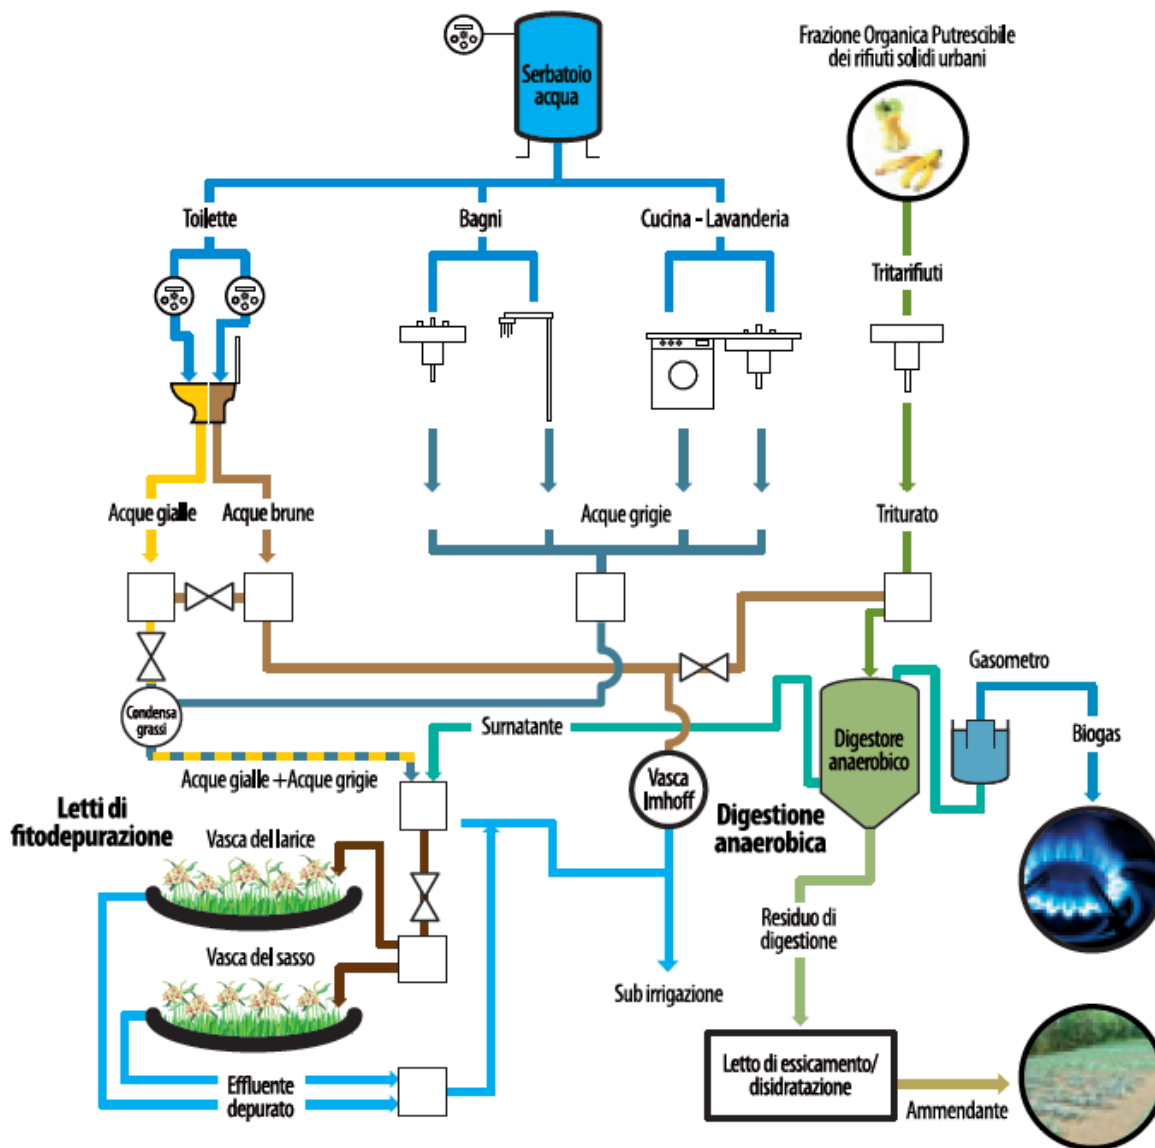 Serbatoio
acqua
Frazione Organica Putrescibile
dei rifiuti solidi urbani
Toilette
Bagni
Cucina - Lavanderia
Tritarifiuti
Acque gialle
Acque brune
Acque grigie
Triturato
Condensa
grassi
Surnatante
Gasometro
Biogas
Digestore
anaerobico
Vasca
Imhoff
Digestione
anaerobica
Acque gialle +Acque grigie
Letti di
fitodepurazione
Vasca del larice
Vasca del sasso
Residuo di
digestione
Sub irrigazione
Effluente
depurato
Letto di essicamento/
disidratazione
Ammendante